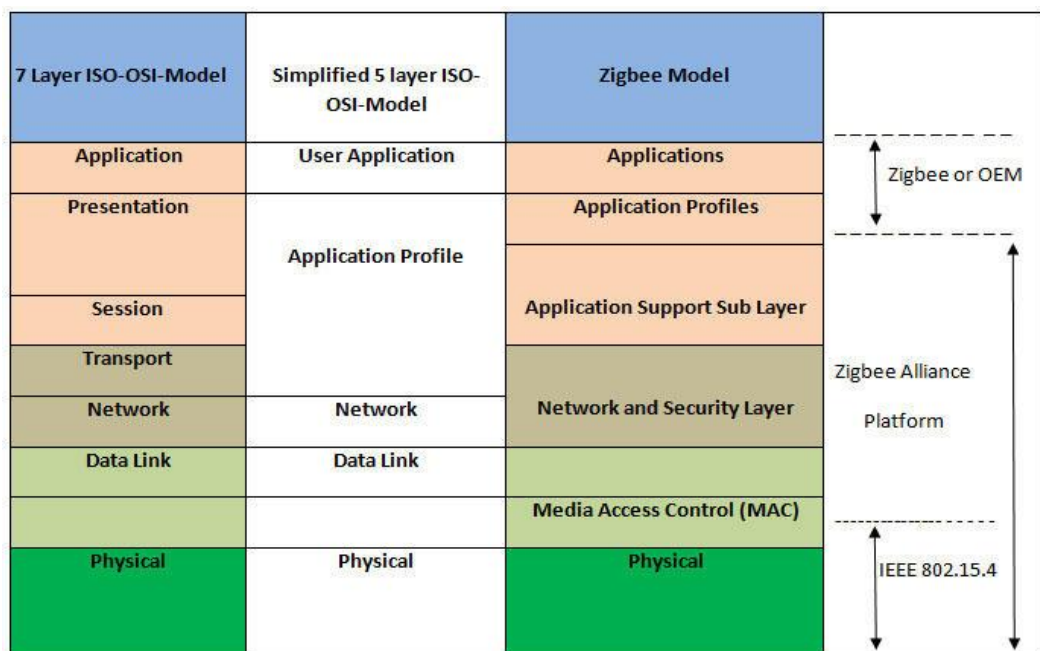 7 Layer ISO-OSI-Model
Simplified 5 layer ISO-
OSI-Model
Zigbee Model
Application
User Application
Applications
Zigbee or OEM
Presentation
Application Profiles
Application Profile
Session
Application Support Sub Layer
Transport
Zigbee Alliance
Platform
Network
Network
Network and Security Layer
Data Link
Data Link
Media Access Control (MAC)
Physical
Physical
Physical
IEEE 802.15.4